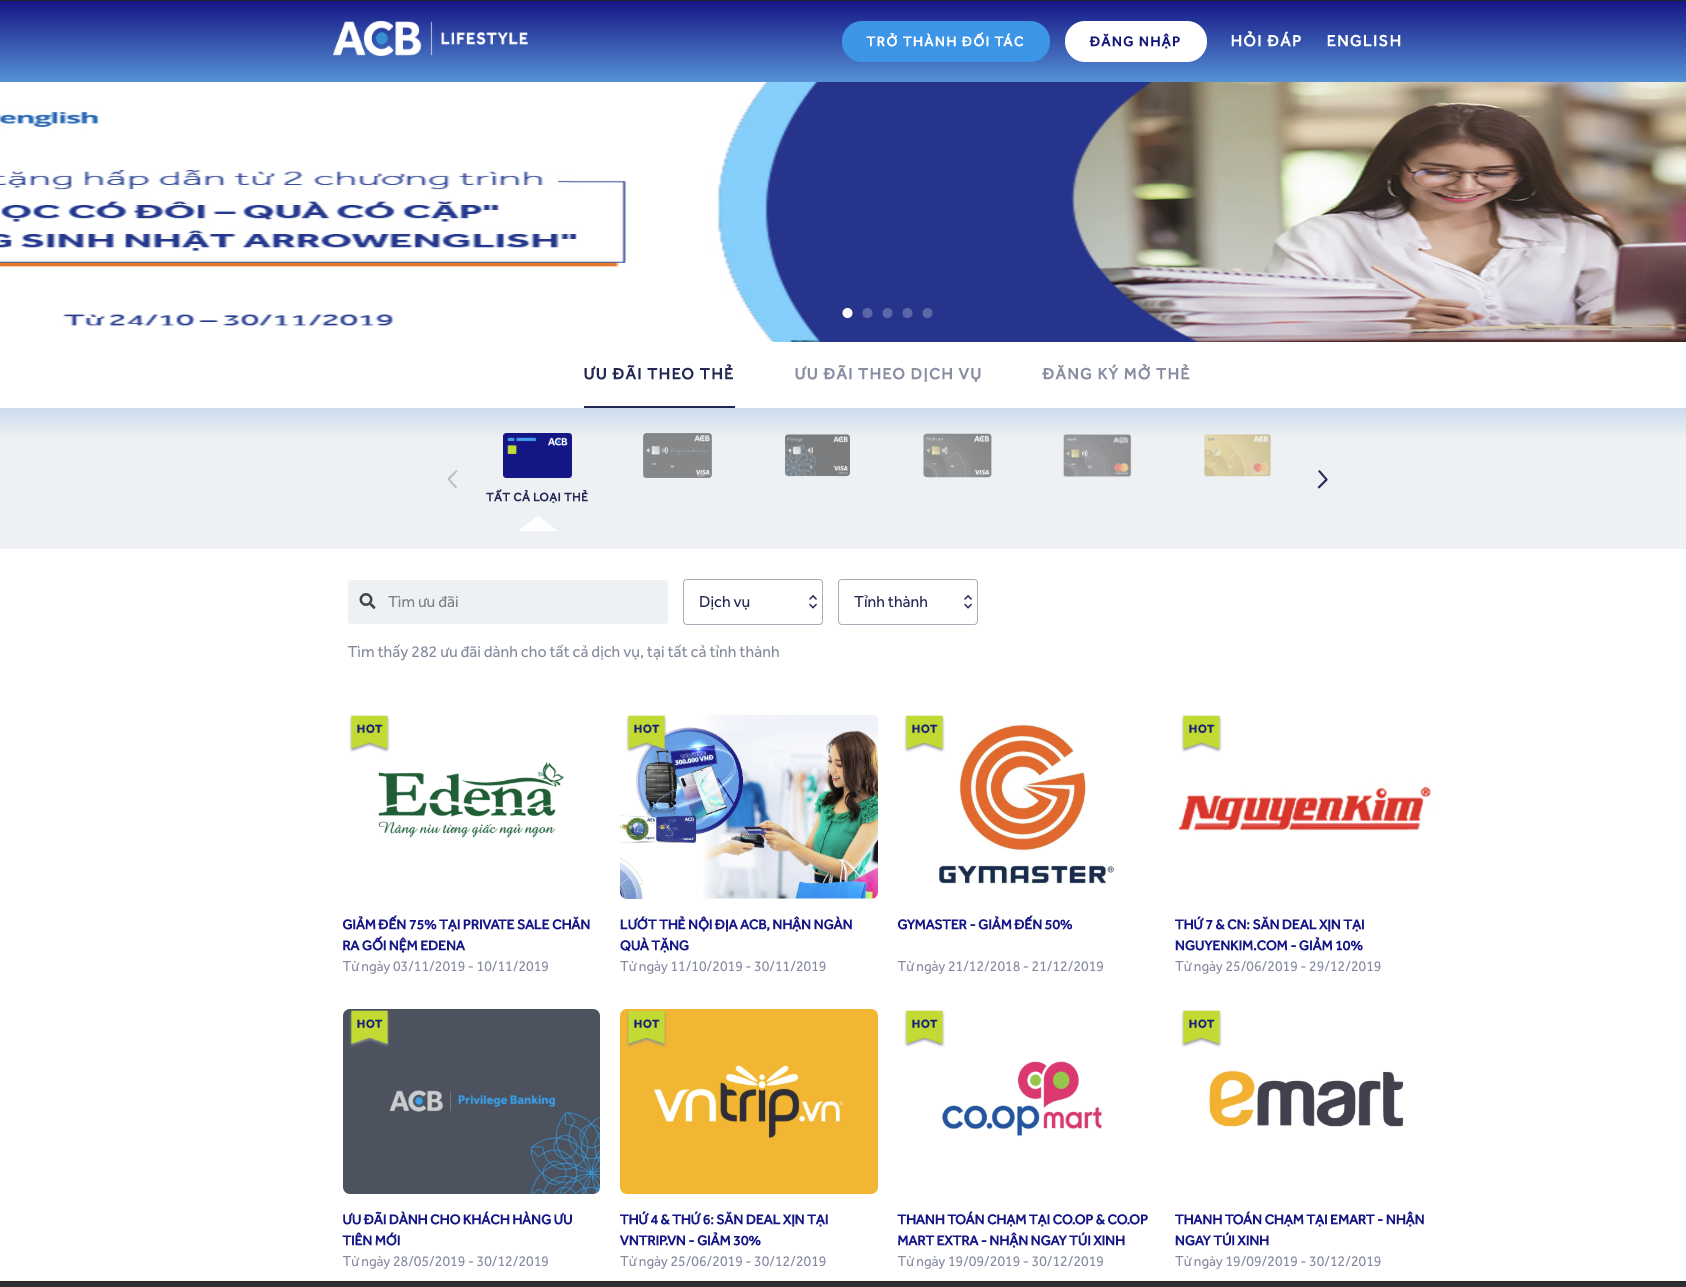 ACB LIFESTYLE
TRỞ THÀNH ĐỐI TÁC
ĐĂNG NHẬP
HỎI ĐÁP
ENGLISH
english
tặng hấp dẫn từ 2 chương trình
ỌC CÓ ĐÔI – QUÀ CÓ CẶP"
G SINH NHẬT ARROWENGLISH"
Từ 24/10 – 30/11/2019
ƯU ĐÃI THEO THẺ
ƯU ĐÃI THEO DỊCH VỤ
ĐĂNG KÝ MỞ THẺ
ACB
ACB
VISA
ACB
VISA
ACB
VISA
ACB
ACB
TẤT CẢ LOẠI THẺ
Tìm ưu đãi
Dịch vụ
Tỉnh thành
Tìm thấy 282 ưu đãi dành cho tất cả dịch vụ, tại tất cả tỉnh thành
HOT
Edena
Nâng niu từng giấc ngủ ngon
HOT
300.000 VNĐ
ACB
ACB
HOT
GYMASTER®
HOT
NguyenKim®
GIẢM ĐẾN 75% TẠI PRIVATE SALE CHĂN
RA GỐI NỆM EDENA
Từ ngày 03/11/2019 - 10/11/2019
LƯỚT THẺ NỘI ĐỊA ACB, NHẬN NGÀN
QUÀ TẶNG
Từ ngày 11/10/2019 - 30/11/2019
GYMASTER - GIẢM ĐẾN 50%
Từ ngày 21/12/2018 - 21/12/2019
THỨ 7 & CN: SĂN DEAL XỊN TẠI
NGUYENKIM.COM - GIẢM 10%
Từ ngày 25/06/2019 - 29/12/2019
HOT
ACB Privilege Banking
HOT
vntrip.vn
HOT
co.opmart
HOT
emart
ƯU ĐÃI DÀNH CHO KHÁCH HÀNG ƯU
TIÊN MỚI
Từ ngày 28/05/2019 - 30/12/2019
THỨ 4 & THỨ 6: SĂN DEAL XỊN TẠI
VNTRIP.VN - GIẢM 30%
Từ ngày 25/06/2019 - 30/12/2019
THANH TOÁN CHẠM TẠI CO.OP & CO.OP
MART EXTRA - NHẬN NGAY TÚI XINH
Từ ngày 19/09/2019 - 30/12/2019
THANH TOÁN CHẠM TẠI EMART - NHẬN
NGAY TÚI XINH
Từ ngày 19/09/2019 - 30/12/2019